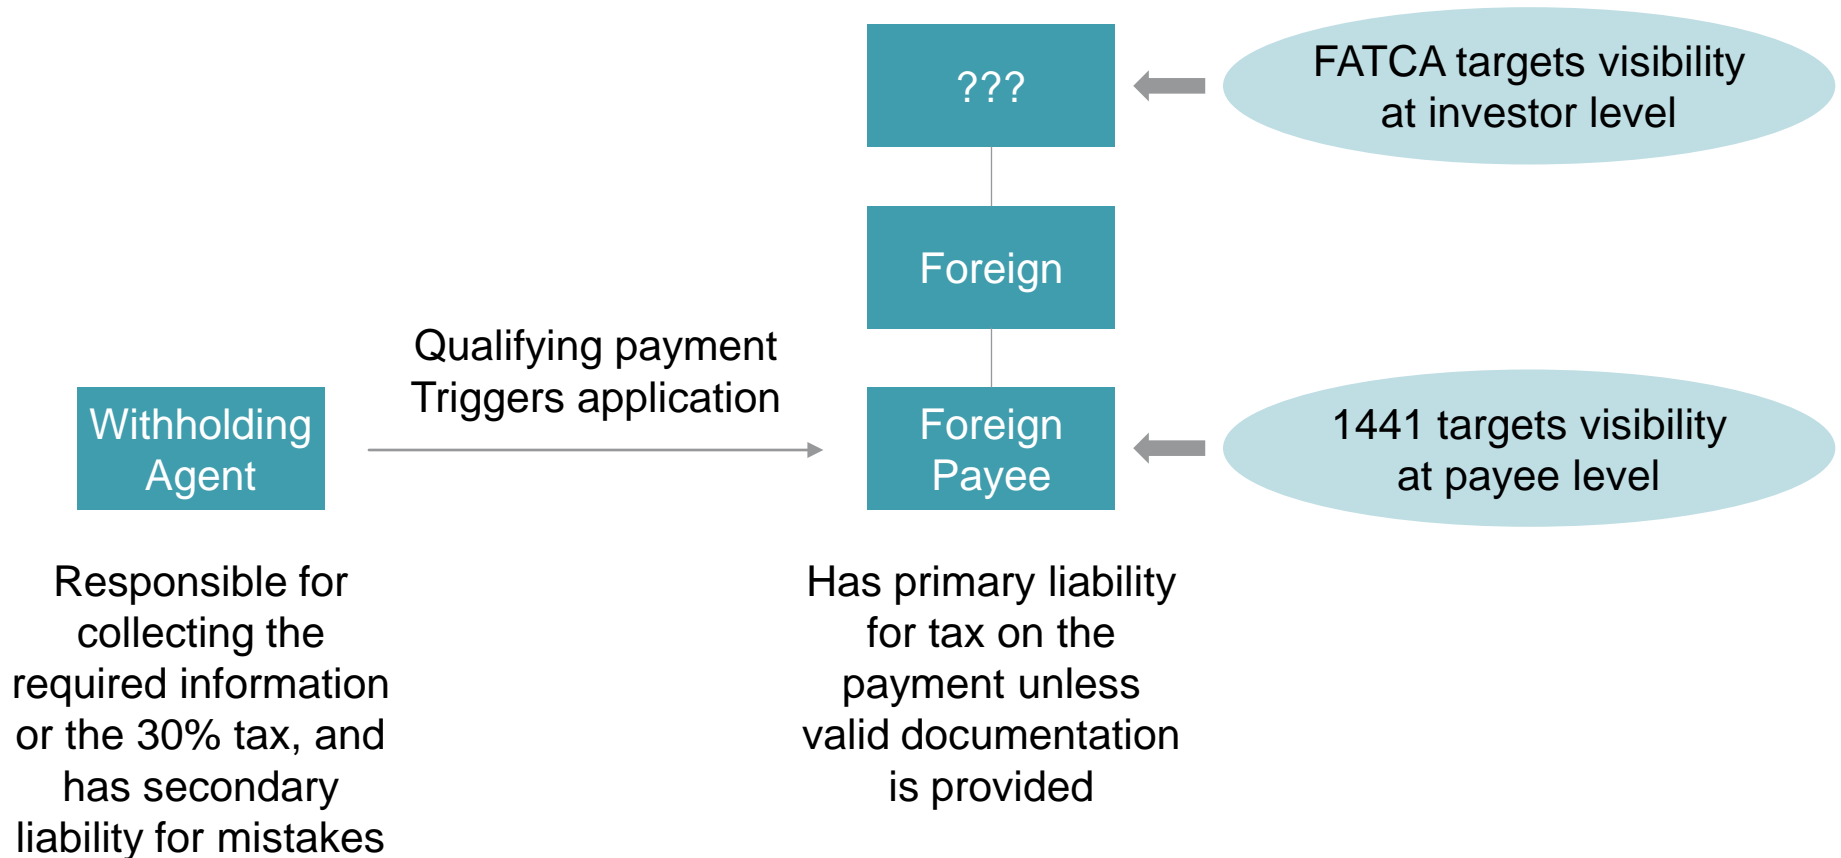 ???
FATCA targets visibility
at investor level
Foreign
Qualifying payment
Triggers application
Withholding
Agent
Foreign
Payee
1441 targets visibility
at payee level
Responsible for
collecting the
required information
or the 30% tax, and
has secondary
liability for mistakes
Has primary liability
for tax on the
payment unless
valid documentation
is provided